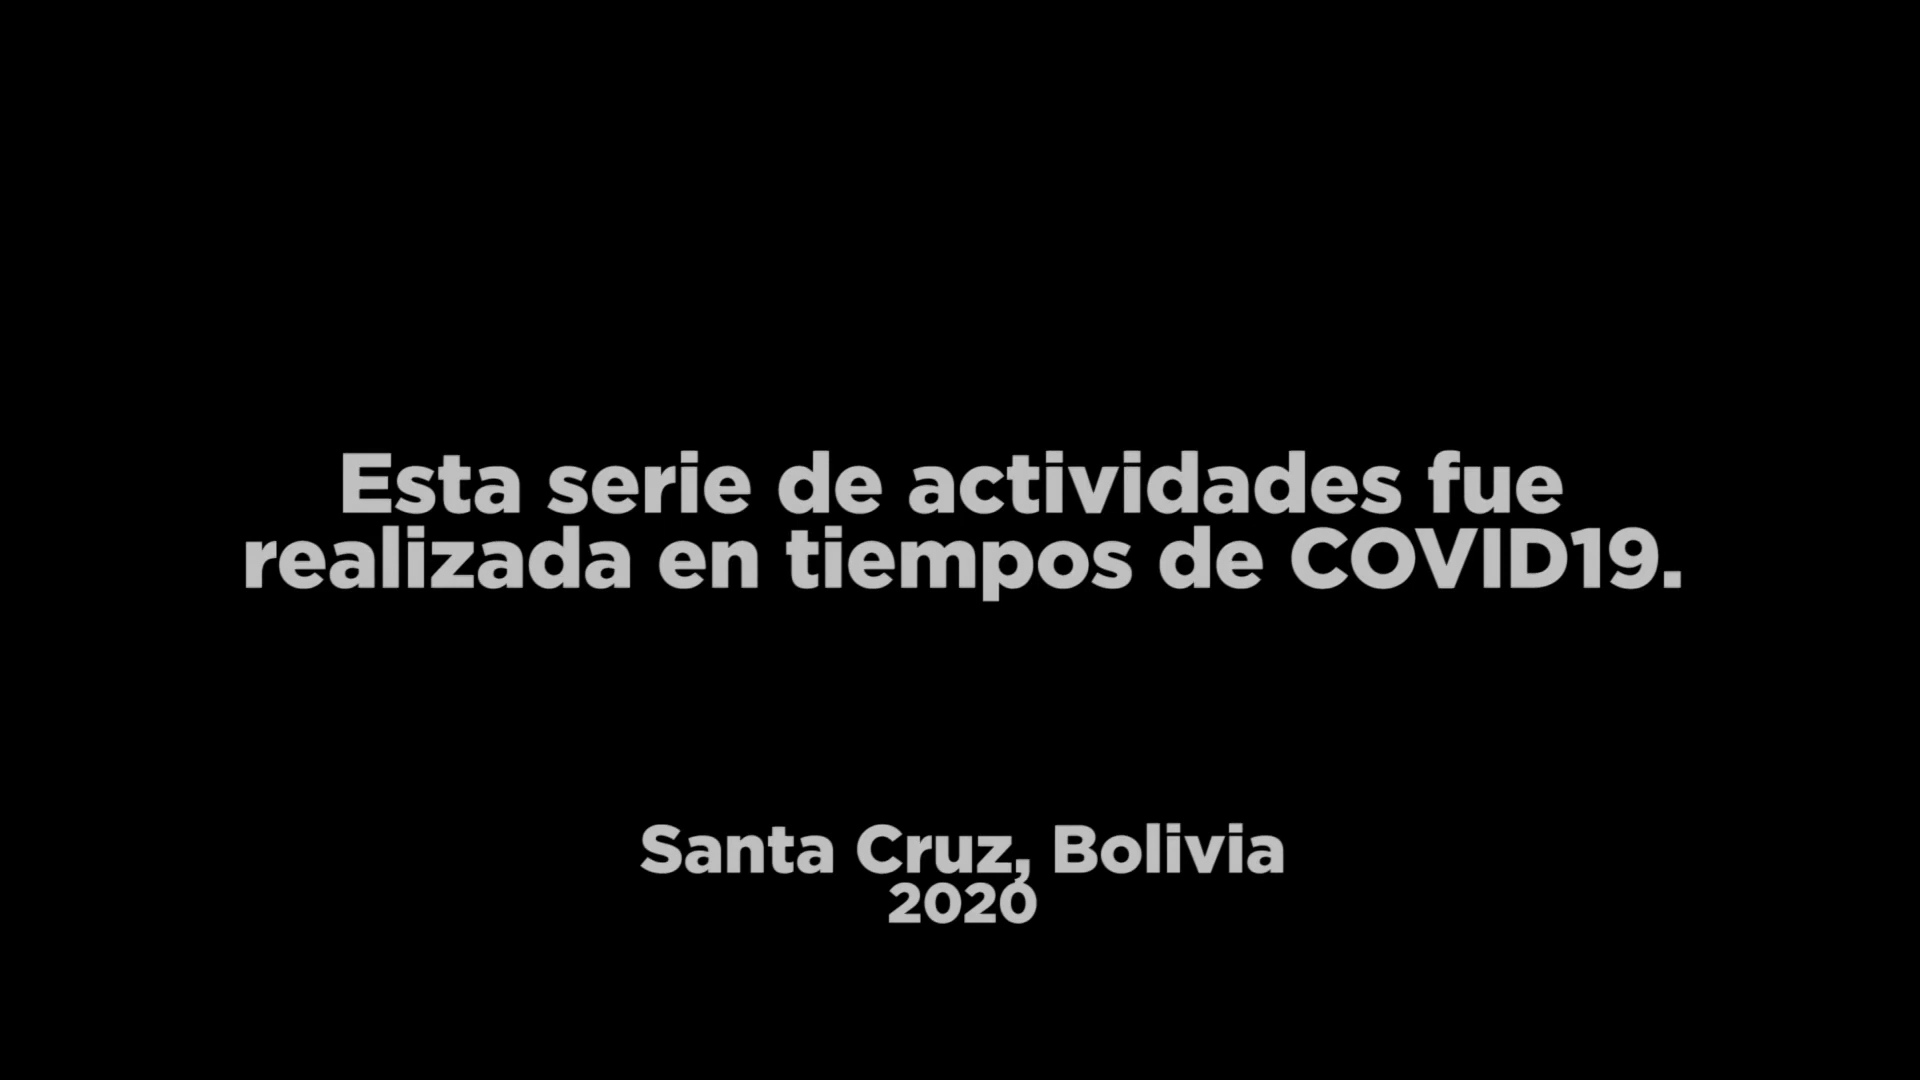 Esta serie de actividades fue
realizada en tiempos de COVID19.
Santa Cruz, Bolivia
2020